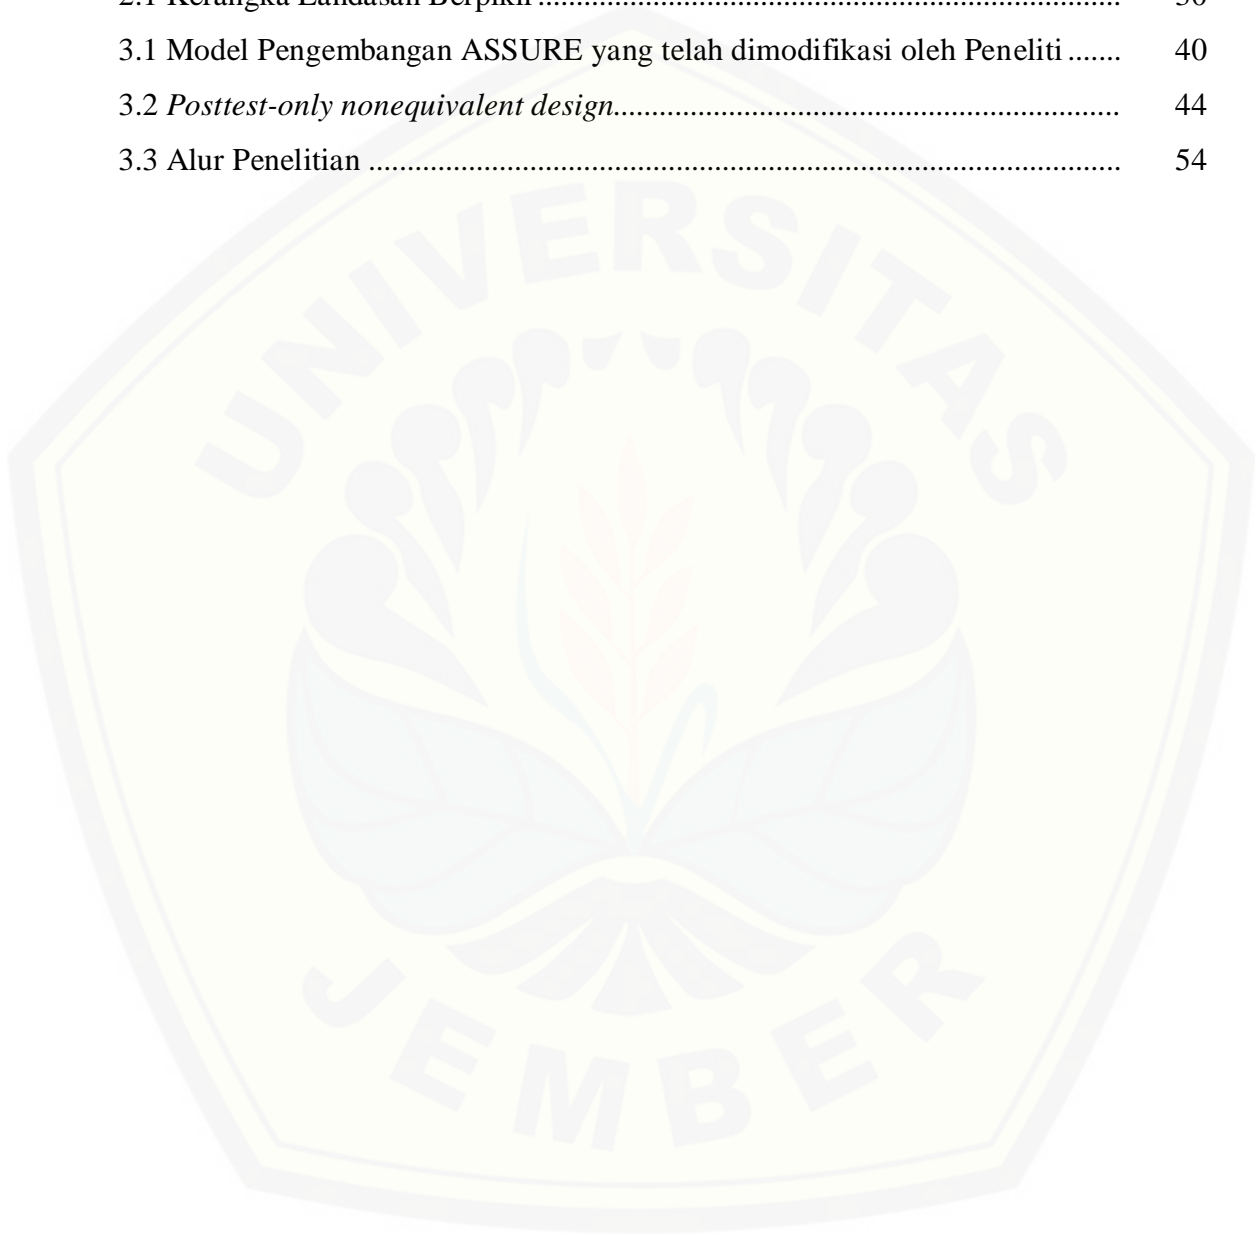 2.1 Kerangka Landasan Berpikir ...........................................................................
3.1 Model Pengembangan ASSURE yang telah dimodifikasi oleh Peneliti ....... 40
3.2 Posttest-only nonequivalent design.................................................................. 44
3.3 Alur Penelitian .................................................................................................. 54
UNIVERSITAS
JEMBER